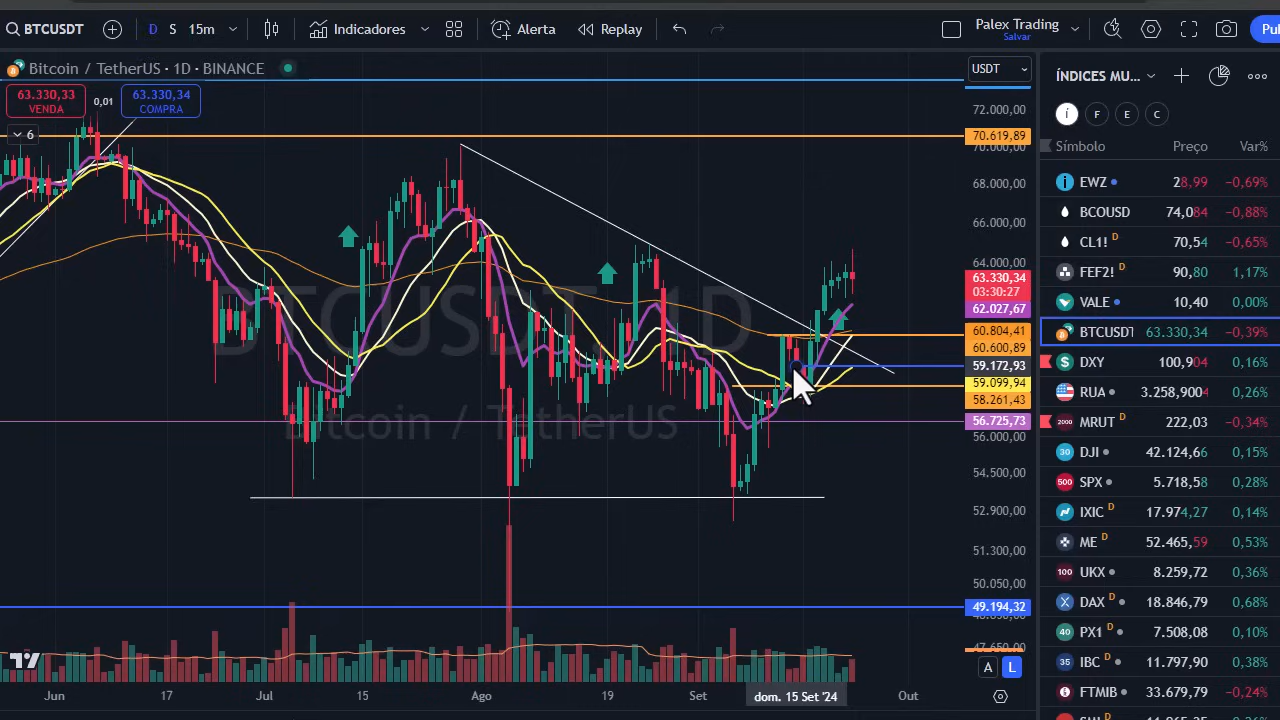 BTCUSDT
D S 15m
Indicadores
Alerta
Replay
Palex Trading
Salvar
Bitcoin / TetherUS · 1D · BINANCE
63.330,33
VENDA
0,01
63.330,34
COMPRA
6
BTCUSDT, 1D
Bitcoin / TetherUS
USDT
72.000,00
70.619,89
70.000,00
68.000,00
66.000,00
64.000,00
63.330,34
03:30:27
62.027,67
60.804,41
60.600,89
59.172,93
59.099,94
58.261,43
56.725,73
56.000,00
54.500,00
52.900,00
51.300,00
50.050,00
49.194,32
A L
Jun 17 Jul 15 Ago 19 Set dom. 15 Set '24 Out
ÍNDICES MU...
i F E C
Símbolo Preço Var%
EWZ 28,99 −0,69%
BCOUSD 74,084 −0,88%
CL1! D 70,54 −0,65%
FEF2! D 90,80 1,17%
VALE 10,40 0,00%
BTCUSDT 63.330,34 −0,39%
DXY 100,904 0,16%
RUA 3.258,9004 0,26%
MRUT D 222,03 −0,34%
DJI 42.124,66 0,15%
SPX 5.718,58 0,28%
IXIC D 17.974,27 0,14%
ME D 52.465,59 0,53%
UKX 8.259,72 0,36%
DAX D 18.846,79 0,68%
PX1 D 7.508,08 0,10%
IBC D 11.797,90 0,38%
FTMIB D 33.679,79 −0,24%